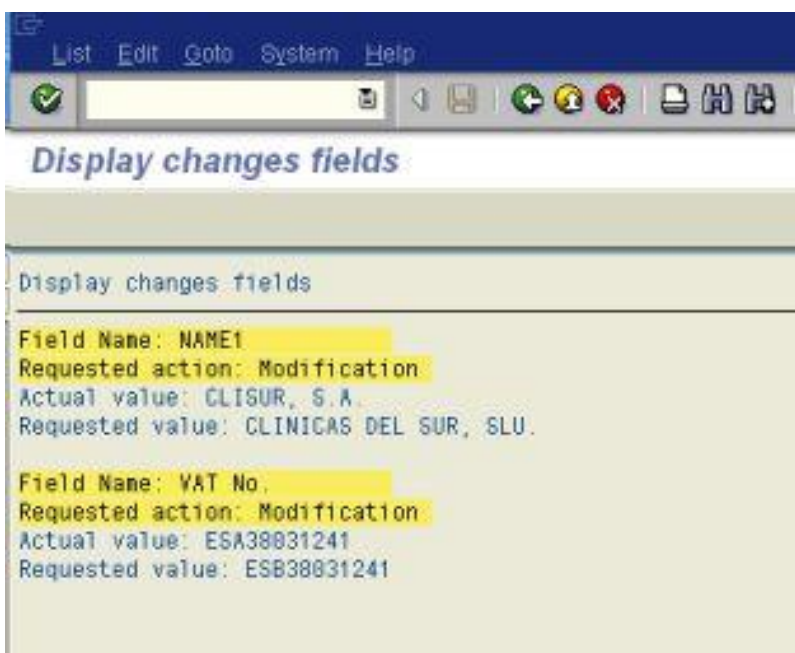 List Edit Goto System Help
Display changes fields
Display changes fields
Field Name: NAME1
Requested action: Modification
Actual value: CLISUR, S.A.
Requested value: CLINICAS DEL SUR, SLU.
Field Name: VAT No.
Requested action: Modification
Actual value: ESA38031241
Requested value: ESB38031241